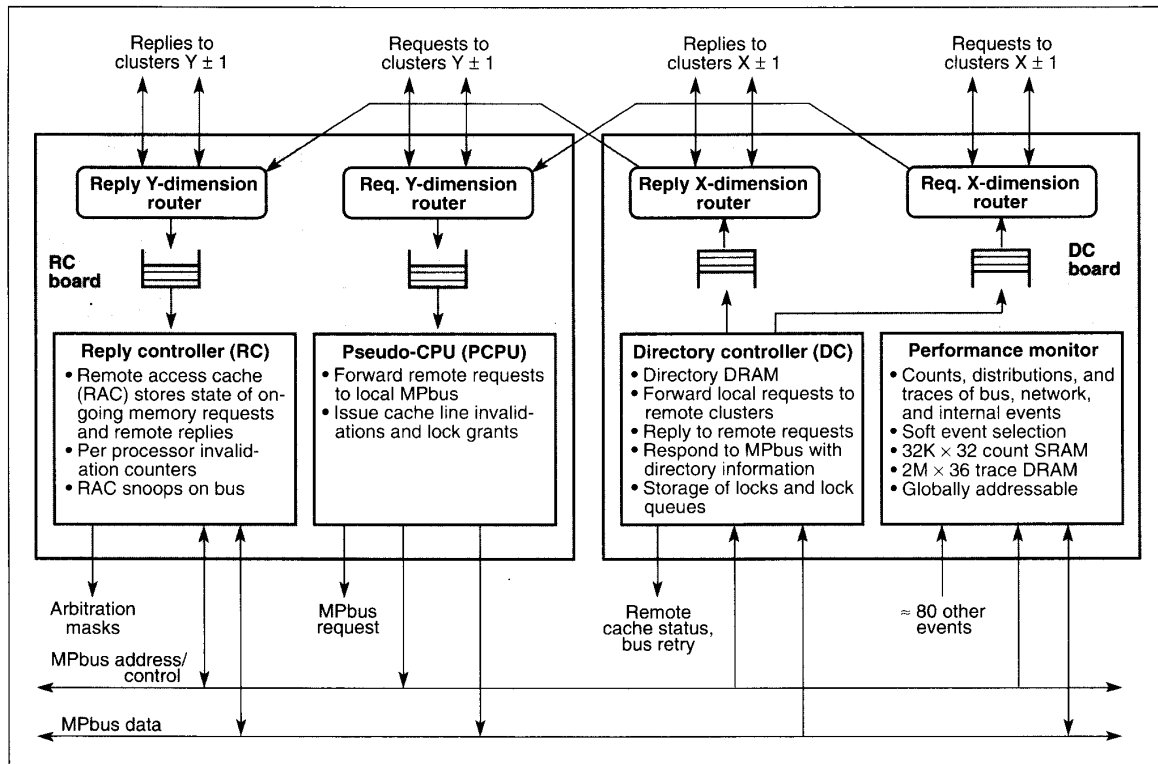 Replies to
clusters Y ± 1
Requests to
clusters Y ± 1
Replies to
clusters X ± 1
Requests to
clusters X ± 1
Reply Y-dimension
router
Req. Y-dimension
router
Reply X-dimension
router
Req. X-dimension
router
RC
board
DC
board
Reply controller (RC)
• Remote access cache
(RAC) stores state of on-
going memory requests
and remote replies
• Per processor invalid-
ation counters
• RAC snoops on bus
Pseudo-CPU (PCPU)
• Forward remote requests
to local MPbus
• Issue cache line invalid-
ations and lock grants
Directory controller (DC)
• Directory DRAM
• Forward local requests to
remote clusters
• Reply to remote requests
• Respond to MPbus with
directory information
• Storage of locks and lock
queues
Performance monitor
• Counts, distributions, and
traces of bus, network,
and internal events
• Soft event selection
• 32K × 32 count SRAM
• 2M × 36 trace DRAM
• Globally addressable
Arbitration
masks
MPbus
request
Remote
cache status,
bus retry
≈ 80 other
events
MPbus address/
control
MPbus data